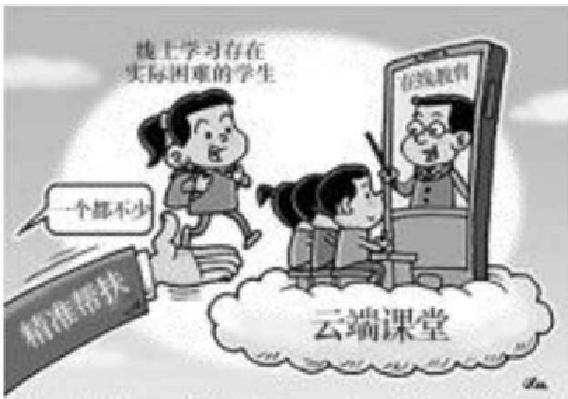 线上学习存在
实际困难的学生
在线教育
一个都不少
精准帮扶
云端课堂